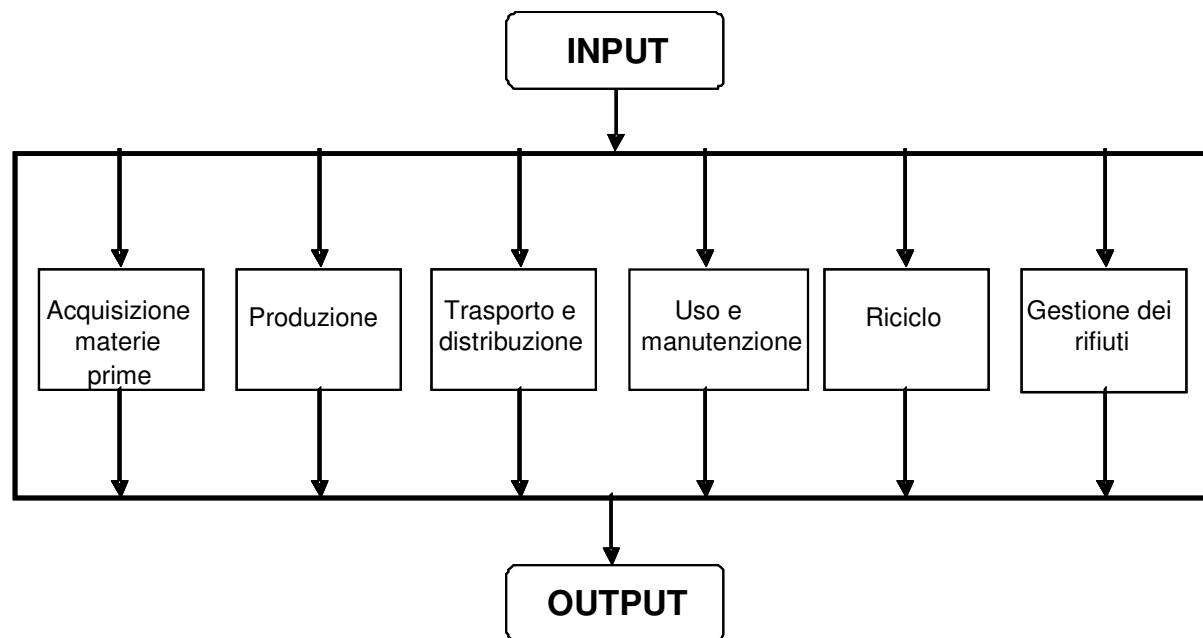 INPUT
Acquisizione
materie
prime
Produzione
Trasporto e
distribuzione
Uso e
manutenzione
Riciclo
Gestione dei
rifiuti
OUTPUT